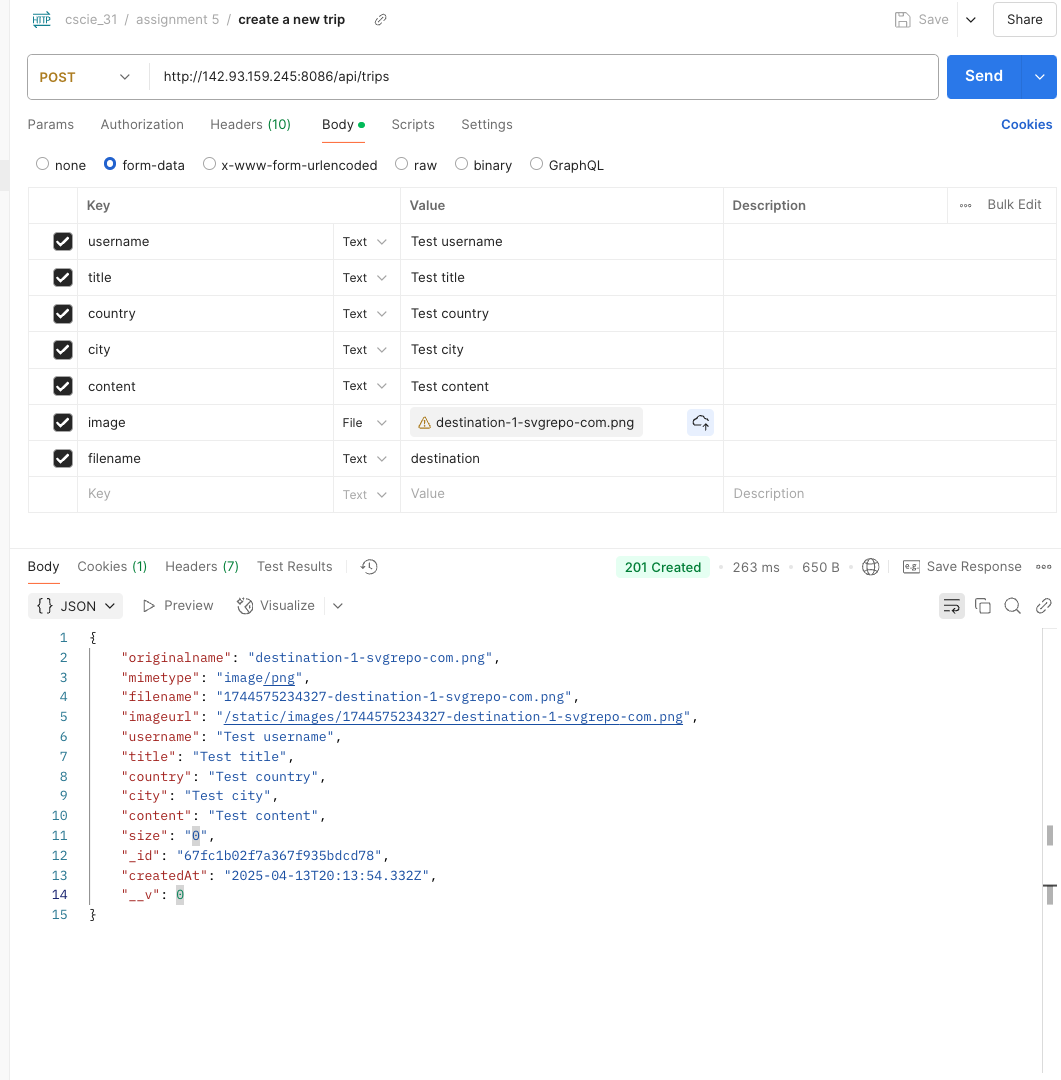 HTTP cscie_31 / assignment 5 / create a new trip Save Share
POST http://142.93.159.245:8086/api/trips Send
Params Authorization Headers (10) Body Scripts Settings Cookies
none form-data x-www-form-urlencoded raw binary GraphQL
Key Value Description Bulk Edit
username Text Test username
title Text Test title
country Text Test country
city Text Test city
content Text Test content
image File destination-1-svgrepo-com.png
filename Text destination
Key Text Value Description
Body Cookies (1) Headers (7) Test Results 201 Created 263 ms 650 B e.g. Save Response
{} JSON Preview Visualize
1 {
2 "originalname": "destination-1-svgrepo-com.png",
3 "mimetype": "image/png",
4 "filename": "1744575234327-destination-1-svgrepo-com.png",
5 "imageurl": "/static/images/1744575234327-destination-1-svgrepo-com.png",
6 "username": "Test username",
7 "title": "Test title",
8 "country": "Test country",
9 "city": "Test city",
10 "content": "Test content",
11 "size": "0",
12 "_id": "67fc1b02f7a367f935bdcd78",
13 "createdAt": "2025-04-13T20:13:54.332Z",
14 "__v": 0
15 }